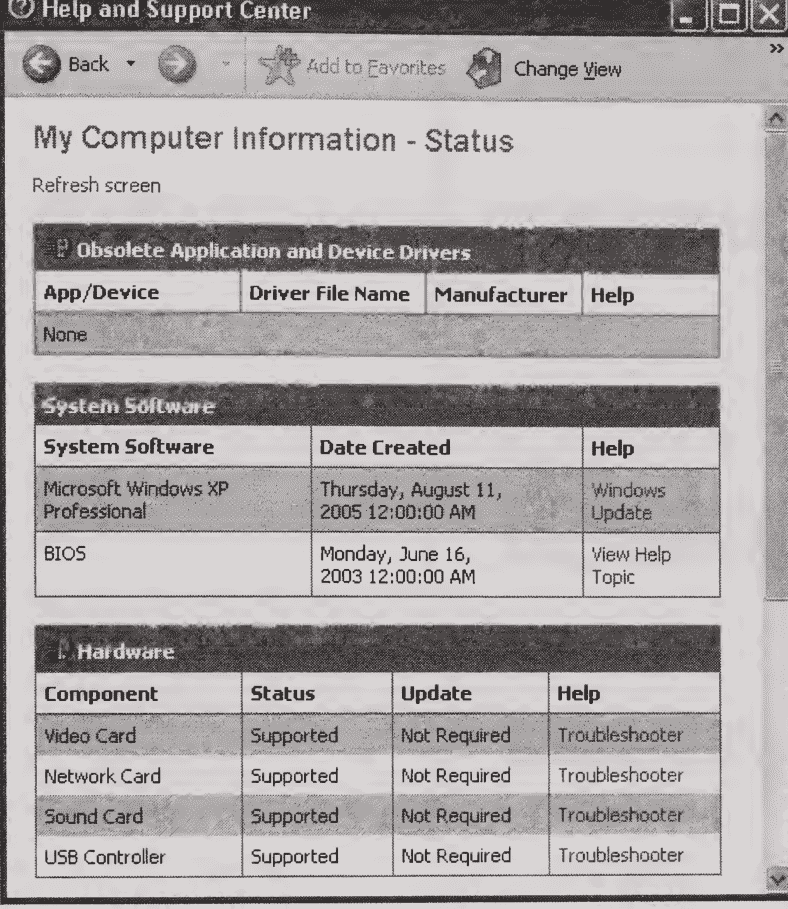 Help and Support Center
Back Add to Favorites Change View »
My Computer Information - Status
Refresh screen
Obsolete Application and Device Drivers
App/Device Driver File Name Manufacturer Help
None
System Software
System Software Date Created Help
Microsoft Windows XP Thursday, August 11, Windows
Professional 2005 12:00:00 AM Update
BIOS Monday, June 16, View Help
2003 12:00:00 AM Topic
Hardware
Component Status Update Help
Video Card Supported Not Required Troubleshooter
Network Card Supported Not Required Troubleshooter
Sound Card Supported Not Required Troubleshooter
USB Controller Supported Not Required Troubleshooter